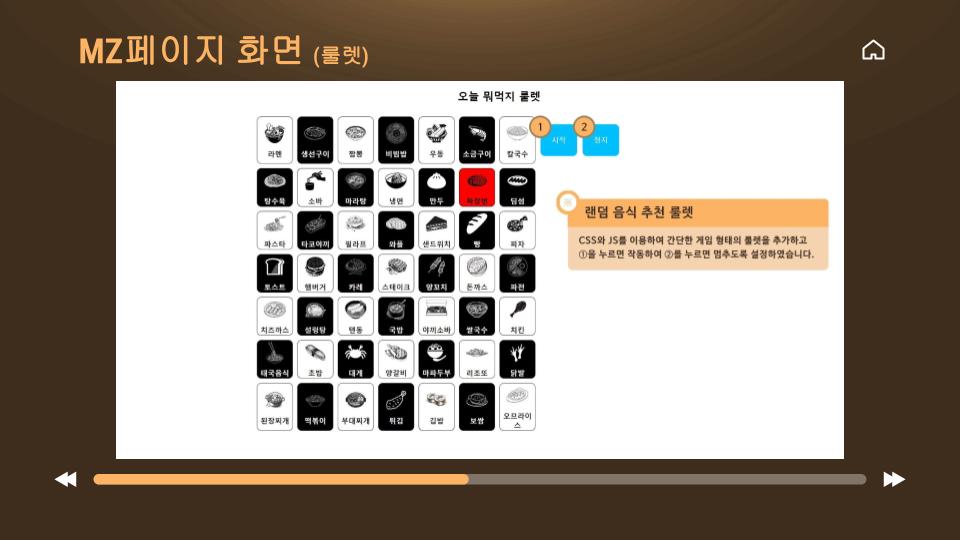 MZ페이지 화면 (룰렛)
오늘 뭐먹지 룰렛
라멘 생선구이 짬뽕 비빔밥 우동 소금구이 칼국수
1 시작 2 정지
탕수육 소바 마라탕 냉면 만두 짜장면 딤섬
파스타 타코야끼 필라프 와플 샌드위치 빵 피자
토스트 햄버거 카레 스테이크 양꼬치 돈까스 파전
치즈까스 설렁탕 텐동 국밥 야끼소바 쌀국수 치킨
태국음식 초밥 대게 양갈비 마파두부 리조또 닭발
된장찌개 떡볶이 부대찌개 튀김 김밥 보쌈 오므라이
스
랜덤 음식 추천 룰렛
CSS와 JS를 이용하여 간단한 게임 형태의 룰렛을 추가하고
①을 누르면 작동하여 ②를 누르면 멈추도록 설정하였습니다.